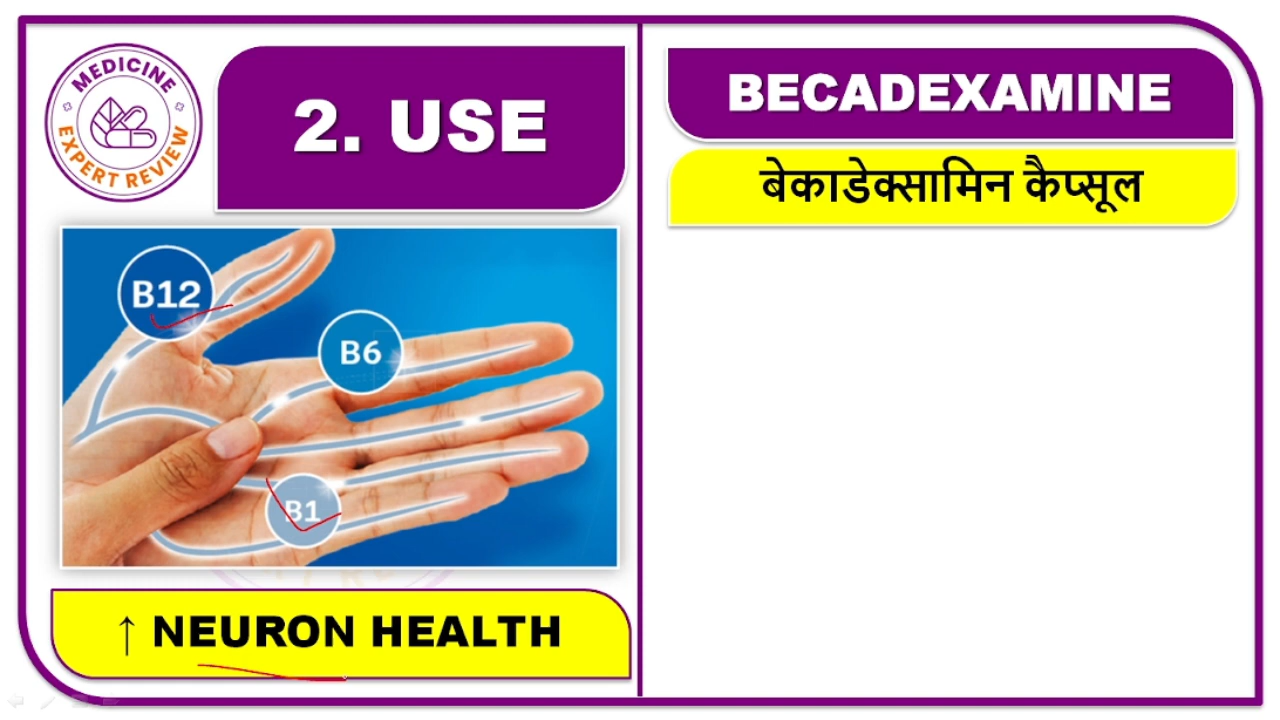 MEDICINE
EXPERT REVIEW
2. USE
B12
B6
B1
↑ NEURON HEALTH
BECADEXAMINE
बेकाडेक्सामिन कैप्सूल